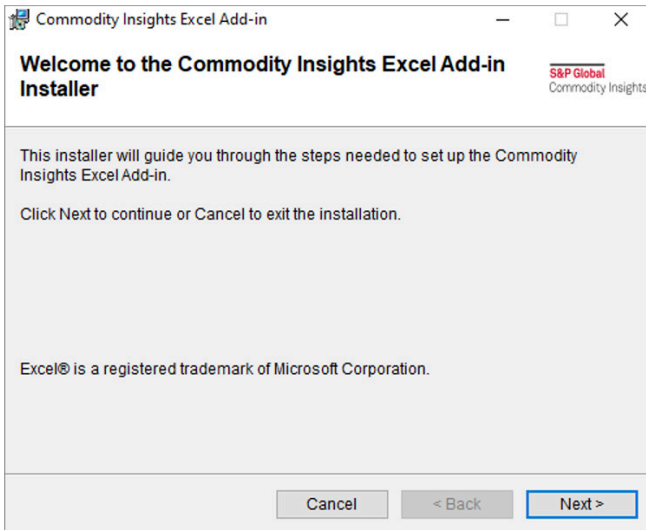 Commodity Insights Excel Add-in
Welcome to the Commodity Insights Excel Add-in
Installer
S&P Global
Commodity Insights
This installer will guide you through the steps needed to set up the Commodity
Insights Excel Add-in.
Click Next to continue or Cancel to exit the installation.
Excel® is a registered trademark of Microsoft Corporation.
Cancel
< Back
Next >